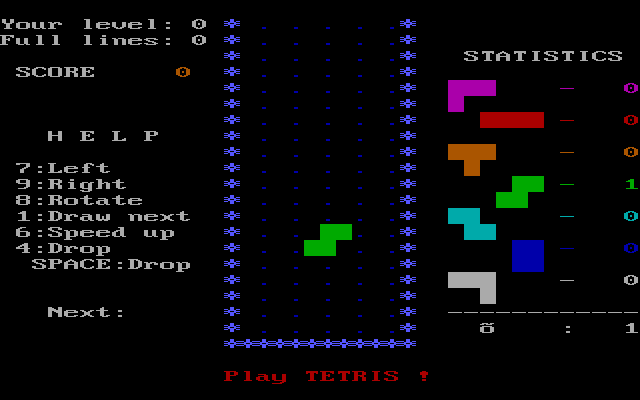 Your level: 0
Full lines: 0
SCORE 0
H E L P
7:Left
9:Right
8:Rotate
1:Draw next
6:Speed up
4:Drop
SPACE:Drop
Next:
STATISTICS
- 0
- 0
- 0
- 1
- 0
- 0
- 0
------------
õ : 1
Play TETRIS !